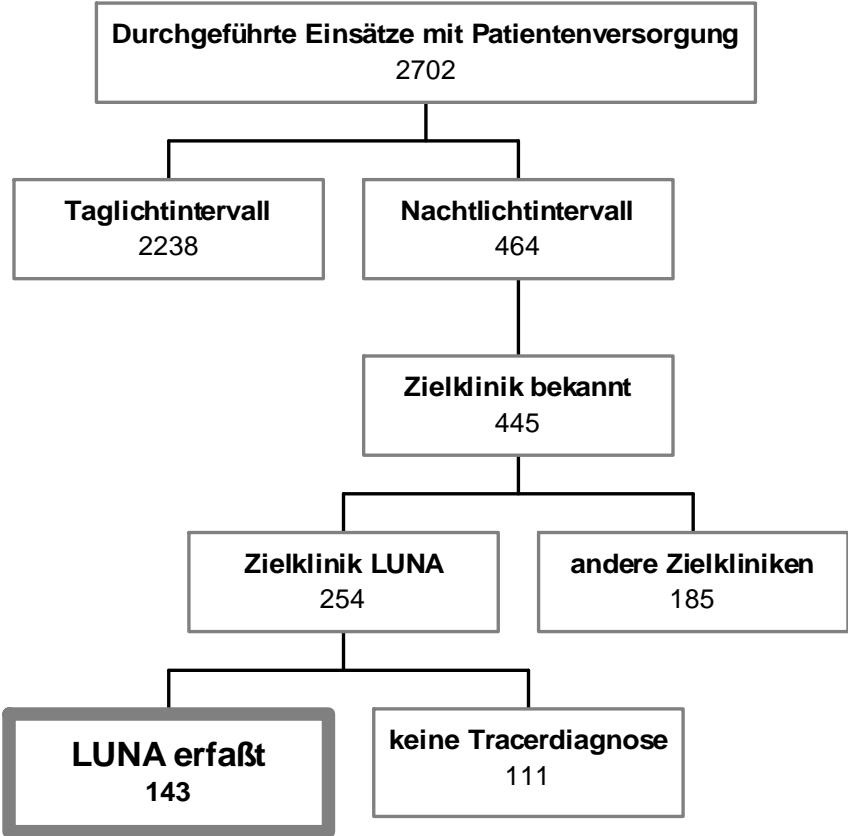 Durchgeführte Einsätze mit Patientenversorgung
2702
Taglichtintervall
2238
Nachtlichtintervall
464
Zielklinik bekannt
445
Zielklinik LUNA
254
andere Zielkliniken
185
LUNA erfaßt
143
keine Tracerdiagnose
111